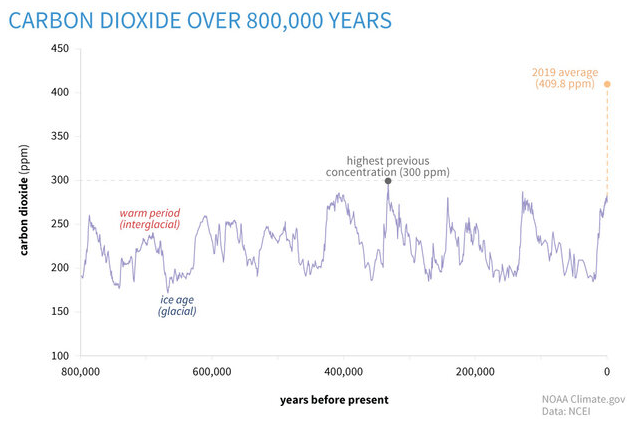 CARBON DIOXIDE OVER 800,000 YEARS
450
400
350
300
250
200
150
100
carbon dioxide (ppm)
2019 average
(409.8 ppm)
highest previous
concentration (300 ppm)
warm period
(interglacial)
ice age
(glacial)
800,000
600,000
400,000
200,000
0
years before present
NOAA Climate.gov
Data: NCEI